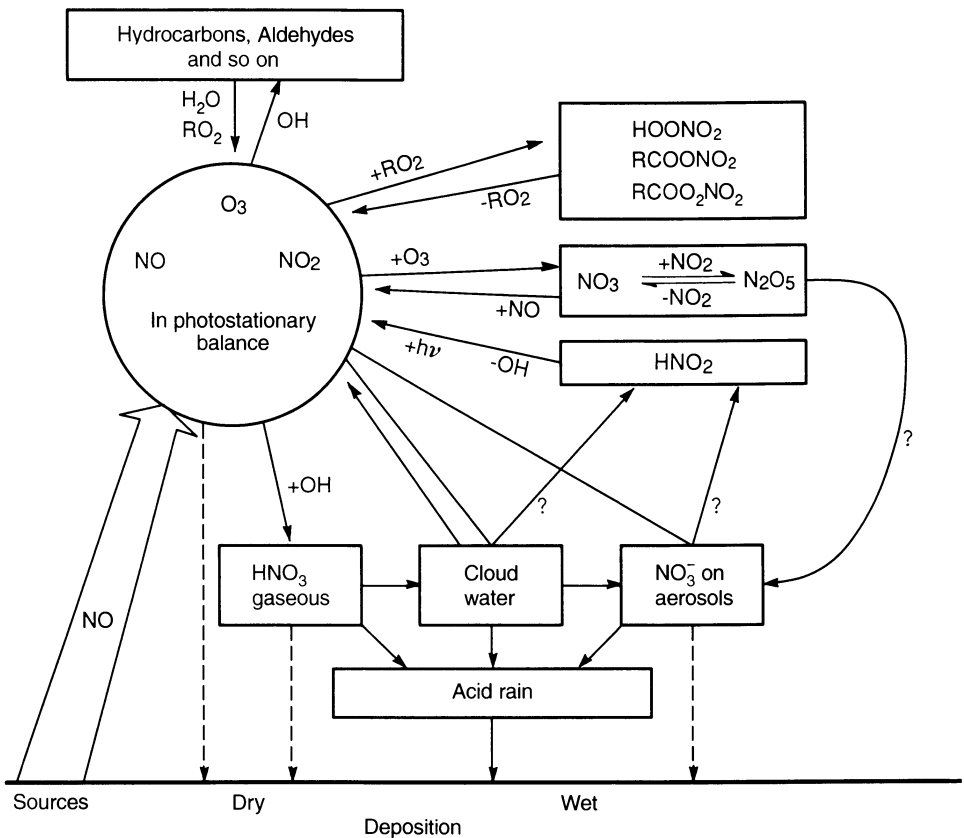 Hydrocarbons, Aldehydes
and so on
H₂O
RO₂
OH
HOONO₂
RCOONO₂
RCOO₂NO₂
+RO₂
-RO₂
O₃
NO
NO₂
In photostationary
balance
+O₃
+NO
NO₃
+NO₂
-NO₂
N₂O₅
+hν
-OH
HNO₂
?
+OH
?
?
HNO₃
gaseous
Cloud
water
NO₃⁻ on
aerosols
NO
Acid rain
Sources
Dry
Wet
Deposition